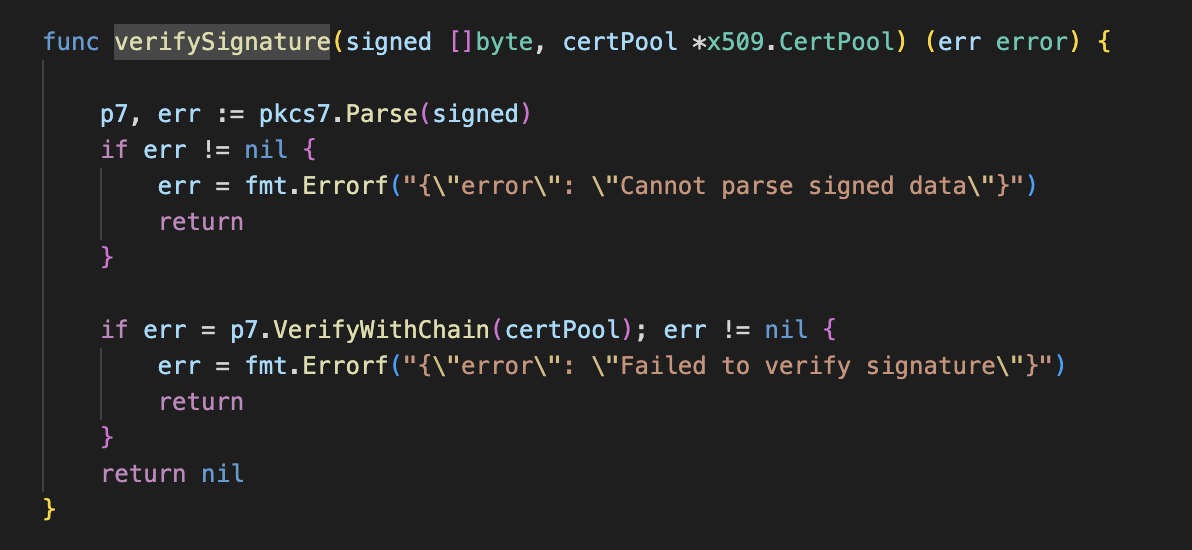 func verifySignature(signed []byte, certPool *x509.CertPool) (err error) {
p7, err := pkcs7.Parse(signed)
if err != nil {
err = fmt.Errorf("{\"error\": \"Cannot parse signed data\"}")
return
}
if err = p7.VerifyWithChain(certPool); err != nil {
err = fmt.Errorf("{\"error\": \"Failed to verify signature\"}")
return
}
return nil
}